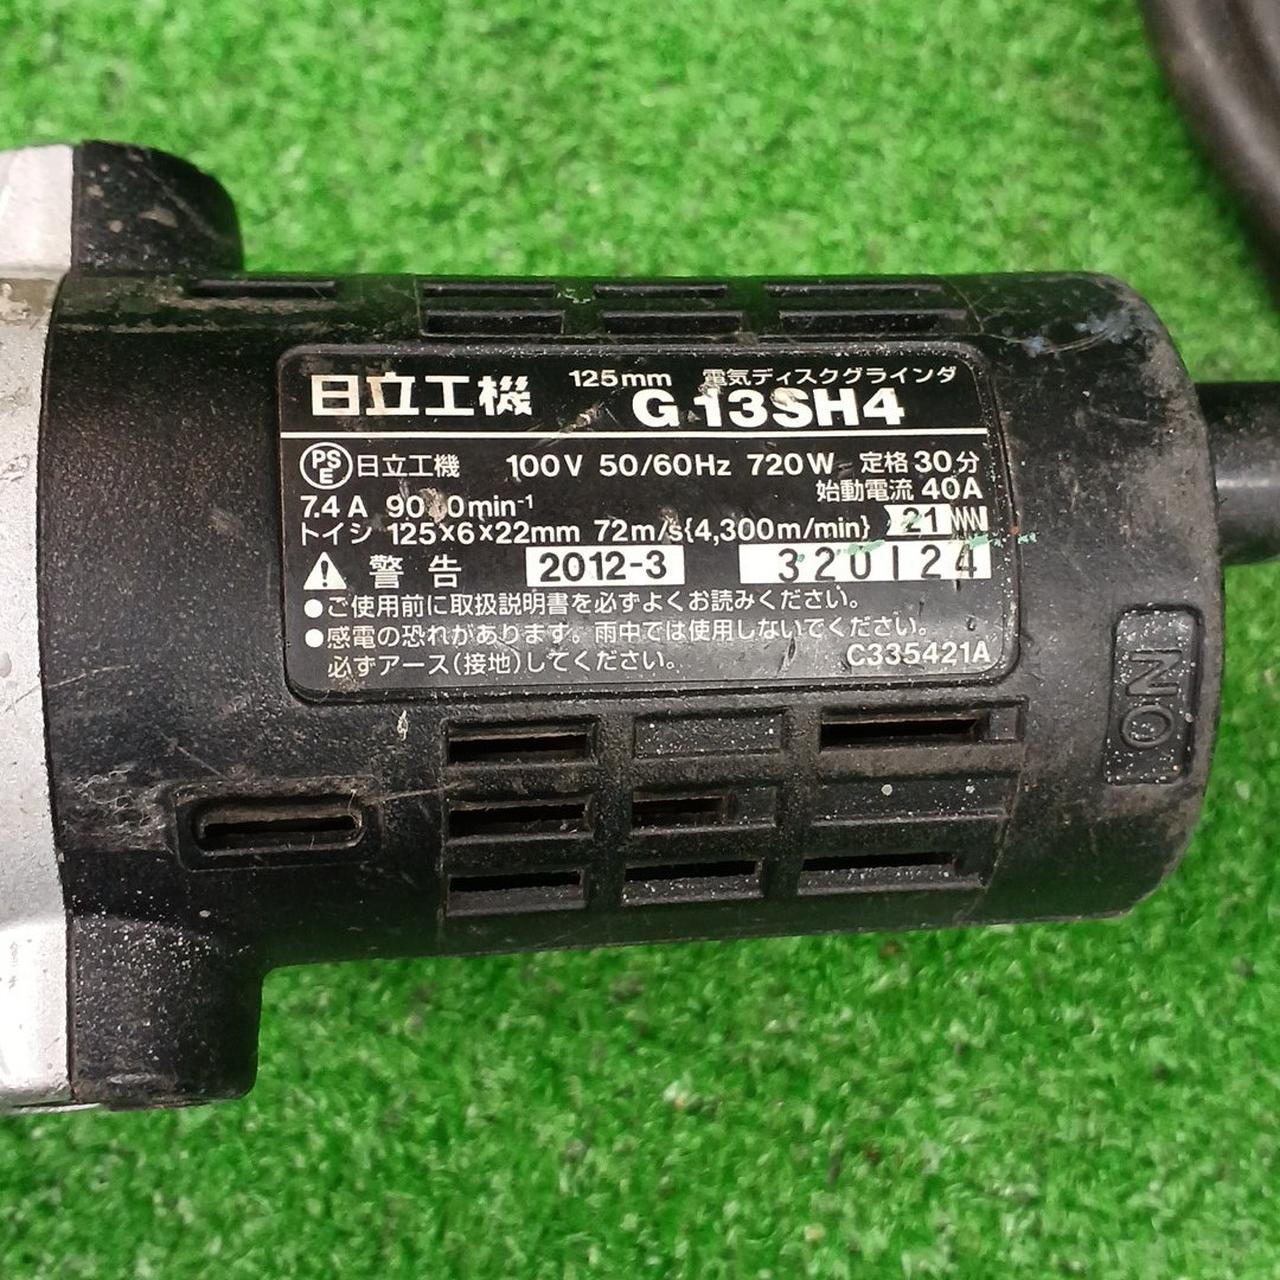 125mm 電気ディスクグラインダ
日立工機 G 13SH4
PSE 日立工機 100V 50/60Hz 720W 定格30分
始動電流 40A
7.4A min⁻¹
トイシ 125×6×22mm 72m/s{4,300m/min} 21
警告 2012-3 320124
●ご使用前に取扱説明書を必ずよくお読みください。
●感電の恐れがあります。雨中では使用しないでください。
必ずアース(接地)してください。 C335421A
ON